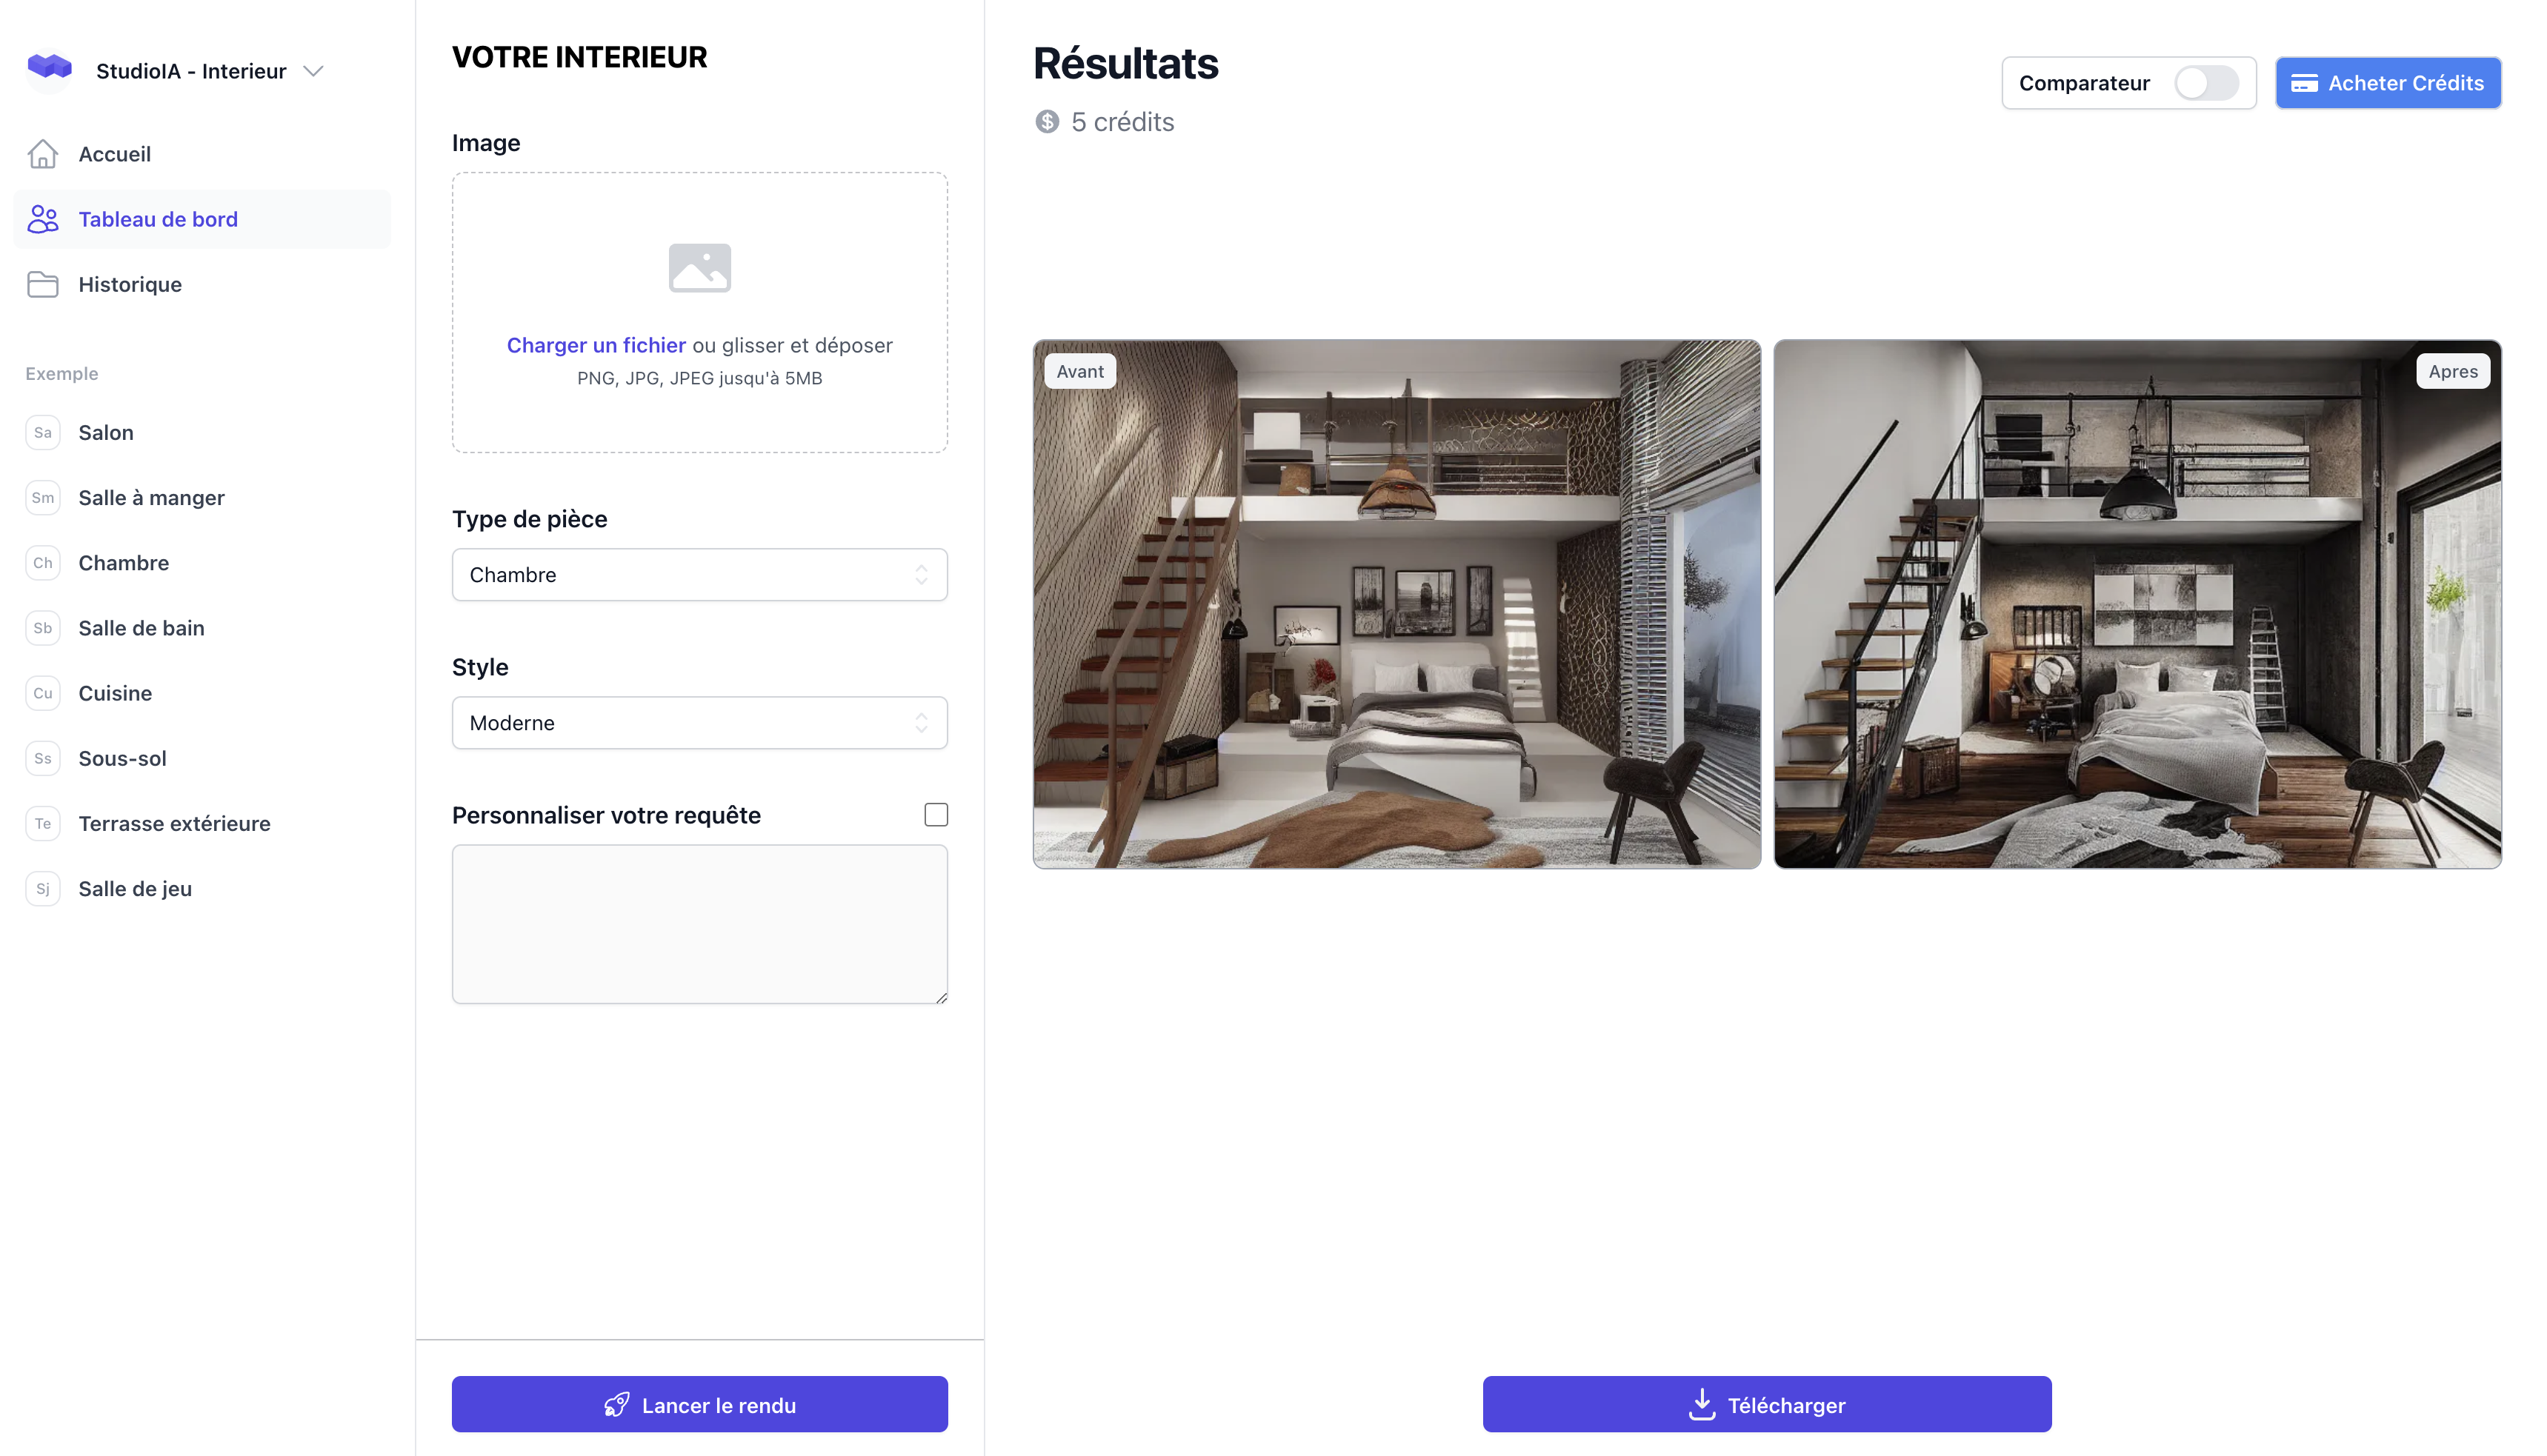 StudioIA - Interieur
Accueil
Tableau de bord
Historique
Exemple
Sa Salon
Sm Salle à manger
Ch Chambre
Sb Salle de bain
Cu Cuisine
Ss Sous-sol
Te Terrasse extérieure
Sj Salle de jeu
VOTRE INTERIEUR
Image
Charger un fichier ou glisser et déposer
PNG, JPG, JPEG jusqu'à 5MB
Type de pièce
Chambre
Style
Moderne
Personnaliser votre requête
Lancer le rendu
Résultats
$ 5 crédits
Comparateur
Acheter Crédits
Avant
Apres
Télécharger